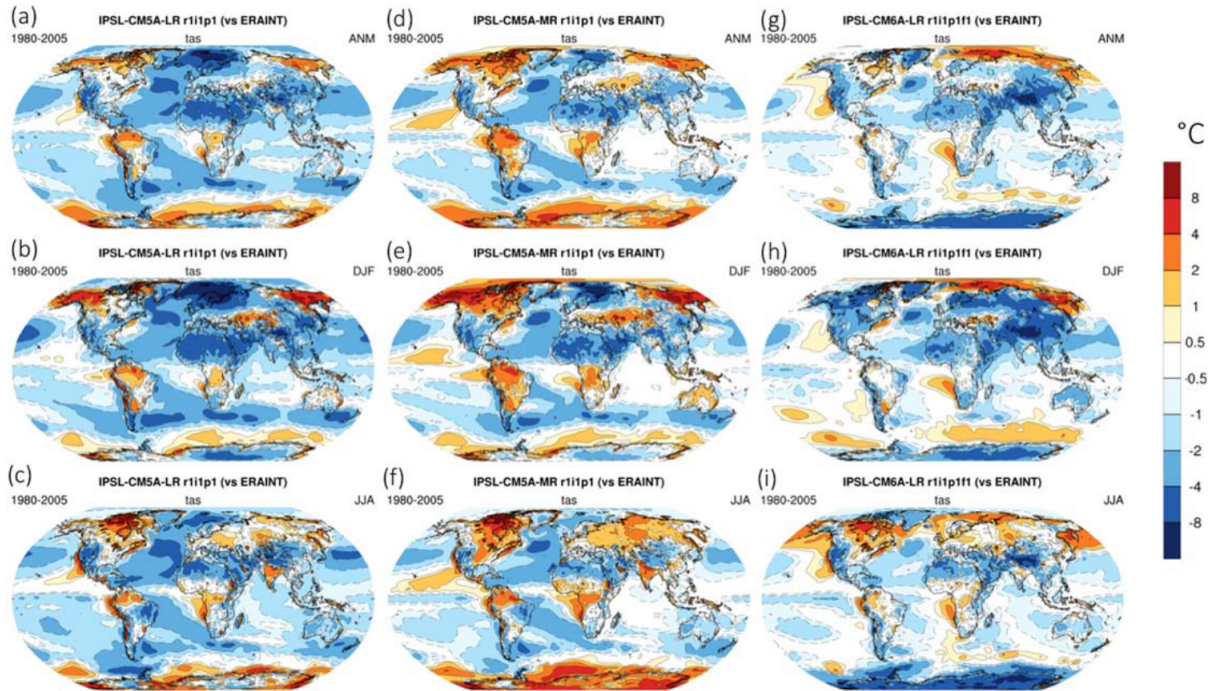 (a) IPSL-CM5A-LR r1i1p1 (vs ERAINT)
1980-2005 tas ANM
(d) IPSL-CM5A-MR r1i1p1 (vs ERAINT)
1980-2005 tas ANM
(g) IPSL-CM6A-LR r1i1p1f1 (vs ERAINT)
1980-2005 tas ANM
(b) IPSL-CM5A-LR r1i1p1 (vs ERAINT)
1980-2005 tas DJF
(e) IPSL-CM5A-MR r1i1p1 (vs ERAINT)
1980-2005 tas DJF
(h) IPSL-CM6A-LR r1i1p1f1 (vs ERAINT)
1980-2005 tas DJF
(c) IPSL-CM5A-LR r1i1p1 (vs ERAINT)
1980-2005 tas JJA
(f) IPSL-CM5A-MR r1i1p1 (vs ERAINT)
1980-2005 tas JJA
(i) IPSL-CM6A-LR r1i1p1f1 (vs ERAINT)
1980-2005 tas JJA
°C
8
4
2
1
0.5
-0.5
-1
-2
-4
-8